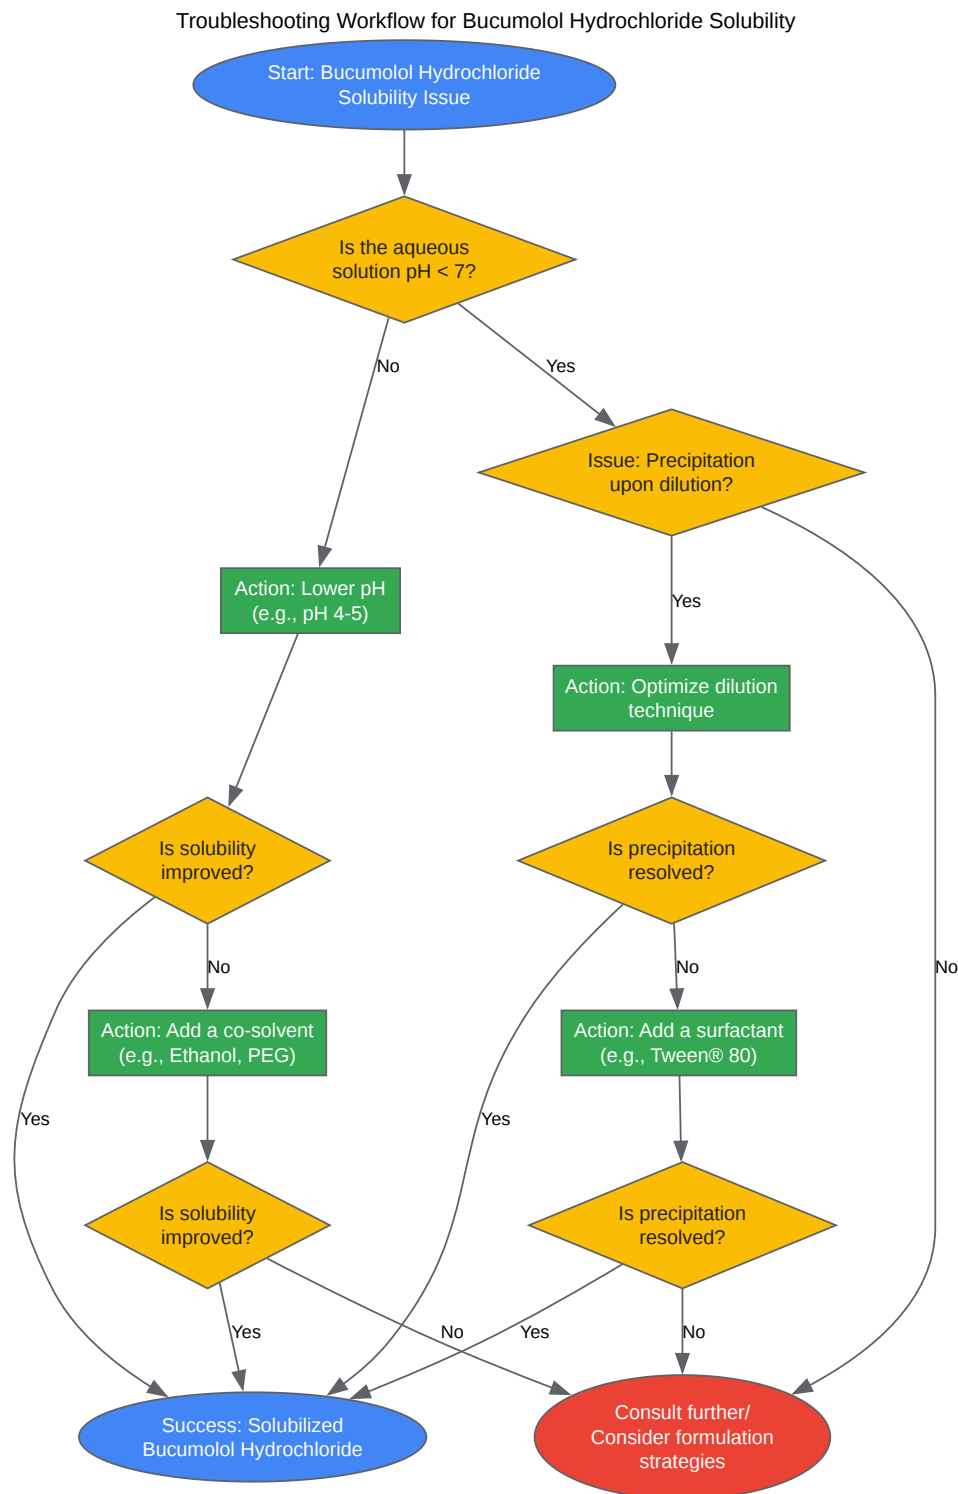 Troubleshooting Workflow for Bucumolol Hydrochloride Solubility
Start: Bucumolol Hydrochloride
Solubility Issue
Is the aqueous
solution pH < 7?
No
Yes
Issue: Precipitation
upon dilution?
Action: Lower pH
(e.g., pH 4-5)
Yes
Action: Optimize dilution
technique
Is solubility
improved?
Is precipitation
resolved?
No
No
No
Action: Add a co-solvent
(e.g., Ethanol, PEG)
Action: Add a surfactant
(e.g., Tween® 80)
Yes
Yes
Is solubility
improved?
Is precipitation
resolved?
Yes
No
Yes
No
Success: Solubilized
Bucumolol Hydrochloride
Consult further/
Consider formulation
strategies